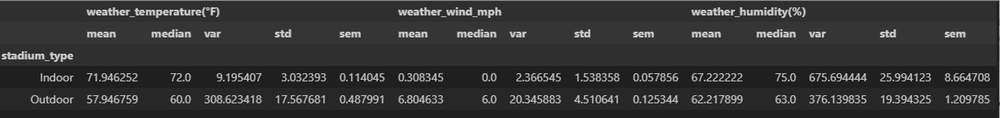 weather_temperature(°F) weather_wind_mph weather_humidity(%)
mean median var std sem mean median var std sem mean median var std sem
stadium_type
Indoor 71.946252 72.0 9.195407 3.032393 0.114045 0.308345 0.0 2.366545 1.538358 0.057856 67.222222 75.0 675.694444 25.994123 8.664708
Outdoor 57.946759 60.0 308.623418 17.567681 0.487991 6.804633 6.0 20.345883 4.510641 0.125344 62.217899 63.0 376.139835 19.394325 1.209785